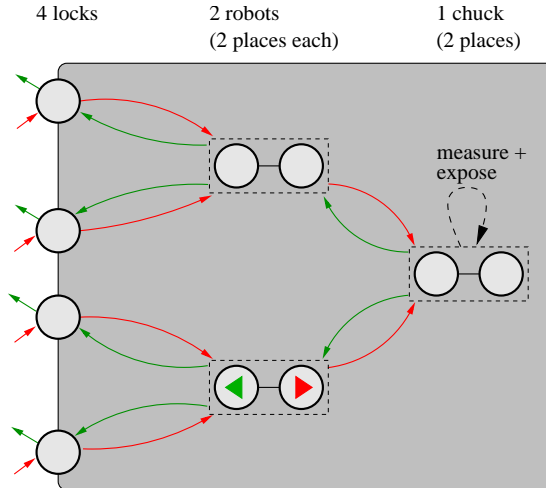 4 locks
2 robots
(2 places each)
1 chuck
(2 places)
measure +
expose